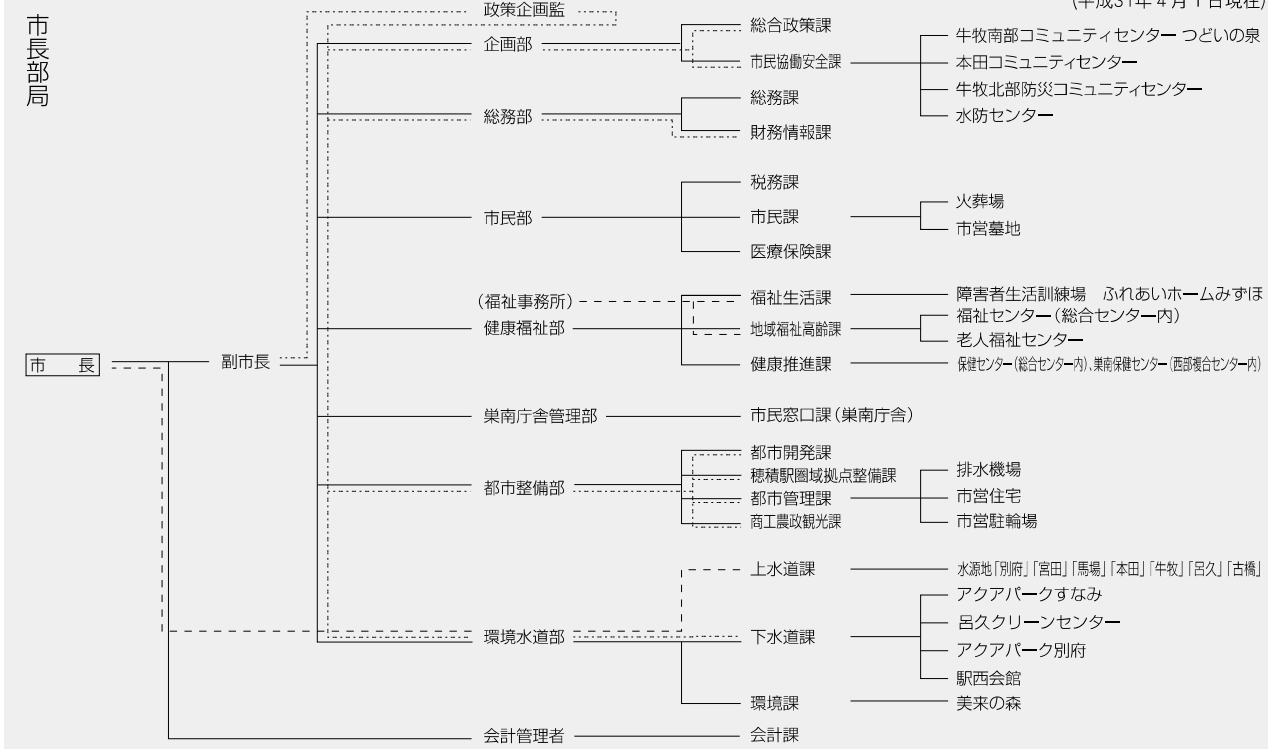 (平成31年4月1日現在)
市長部局
政策企画監
企画部
総合政策課
市民協働安全課
牛牧南部コミュニティセンター つどいの泉
本田コミュニティセンター
牛牧北部防災コミュニティセンター
水防センター
総務部
総務課
財務情報課
市民部
税務課
市民課
医療保険課
火葬場
市営墓地
(福祉事務所)
健康福祉部
福祉生活課
地域福祉高齢課
健康推進課
障害者生活訓練場 ふれあいホームみずほ
福祉センター(総合センター内)
老人福祉センター
保健センター(総合センター内)、巣南保健センター(西部複合センター内)
市 長
副市長
巣南庁舎管理部
市民窓口課(巣南庁舎)
都市整備部
都市開発課
穂積駅圏域拠点整備課
都市管理課
商工農政観光課
排水機場
市営住宅
市営駐輪場
環境水道部
上水道課
水源地「別府」「宮田」「馬場」「本田」「牛牧」「呂久」「古橋」
下水道課
アクアパークすなみ
呂久クリーンセンター
アクアパーク別府
駅西会館
環境課
美来の森
会計管理者
会計課